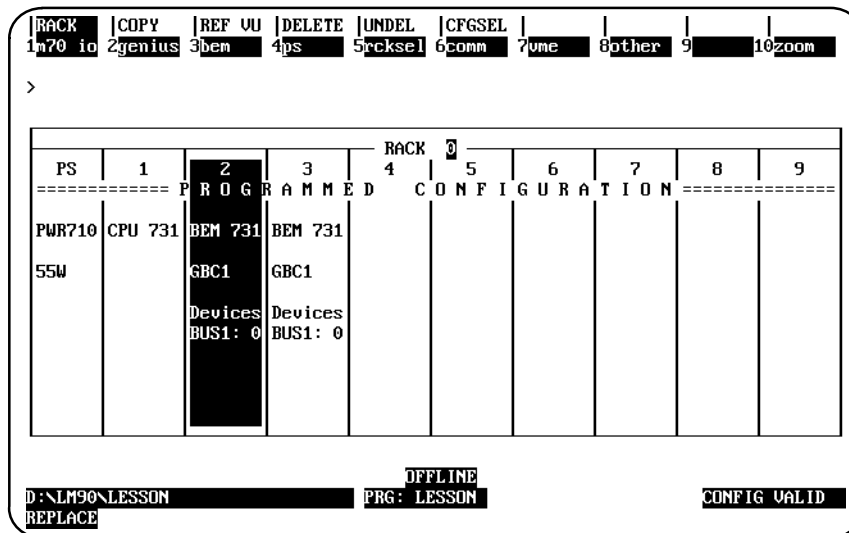 RACK COPY REF VU DELETE UNDEL CFGSEL
1m70 io 2genius 3bem 4ps 5rcksel 6comm 7vme 8other 9 10zoom
>
RACK 0
PS 1 2 3 4 5 6 7 8 9
============= P R O G R A M M E D C O N F I G U R A T I O N ===============
PWR710 CPU 731 BEM 731 BEM 731
55W GBC1 GBC1
Devices Devices
BUS1: 0 BUS1: 0
OFFLINE
D:\LM90\LESSON PRG: LESSON CONFIG VALID
REPLACE